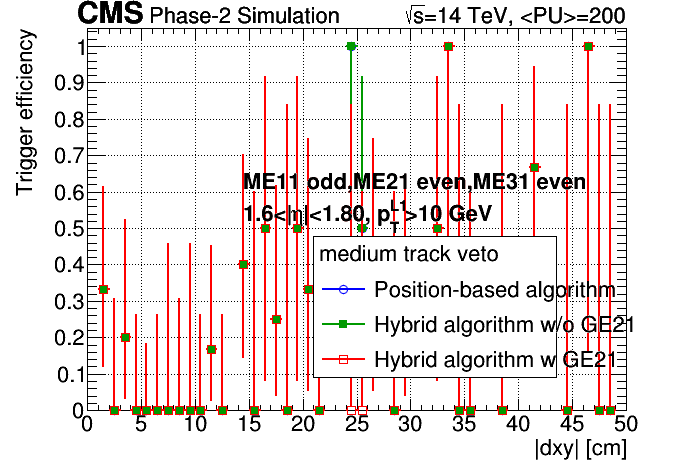 CMS Phase-2 Simulation √s=14 TeV, <PU>=200
Trigger efficiency
1
0.9
0.8
0.7
0.6
0.5
0.4
0.3
0.2
0.1
0
ME11 odd,ME21 even,ME31 even
1.6<|η|<1.80, p_T^L1>10 GeV
medium track veto
Position-based algorithm
Hybrid algorithm w/o GE21
Hybrid algorithm w GE21
0 5 10 15 20 25 30 35 40 45 50
|dxy| [cm]